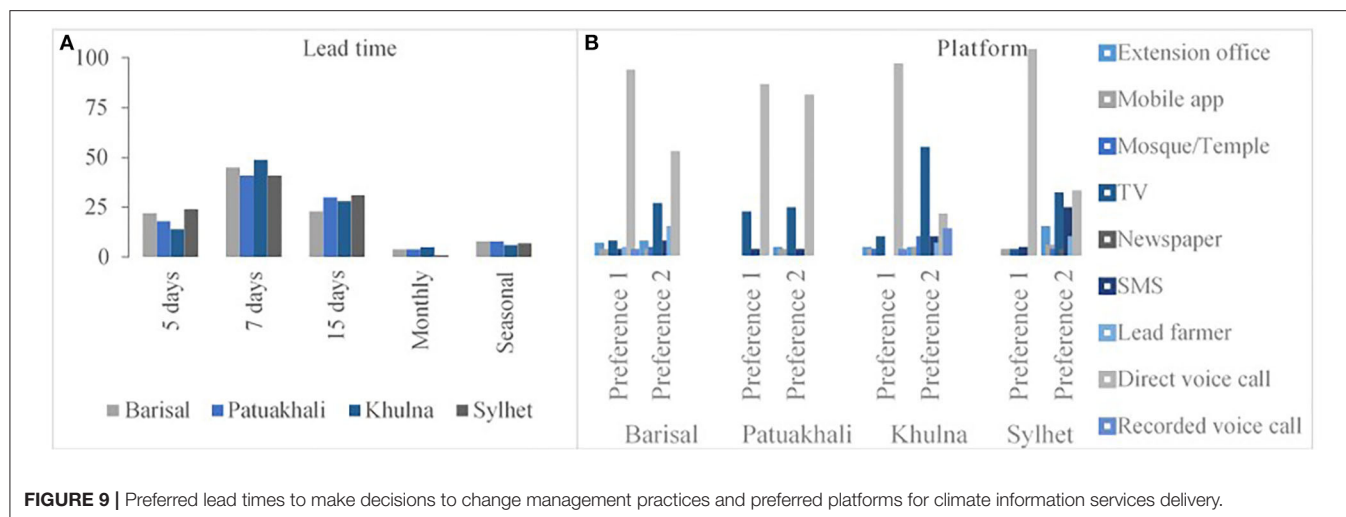 A
Lead time
100
75
50
25
0
5 days
7 days
15 days
Monthly
Seasonal
Barisal Patuakhali Khulna Sylhet
B
Platform
Preference 1
Preference 2
Preference 1
Preference 2
Preference 1
Preference 2
Preference 1
Preference 2
Barisal Patuakhali Khulna Sylhet
Extension office
Mobile app
Mosque/Temple
TV
Newspaper
SMS
Lead farmer
Direct voice call
Recorded voice call
FIGURE 9 | Preferred lead times to make decisions to change management practices and preferred platforms for climate information services delivery.